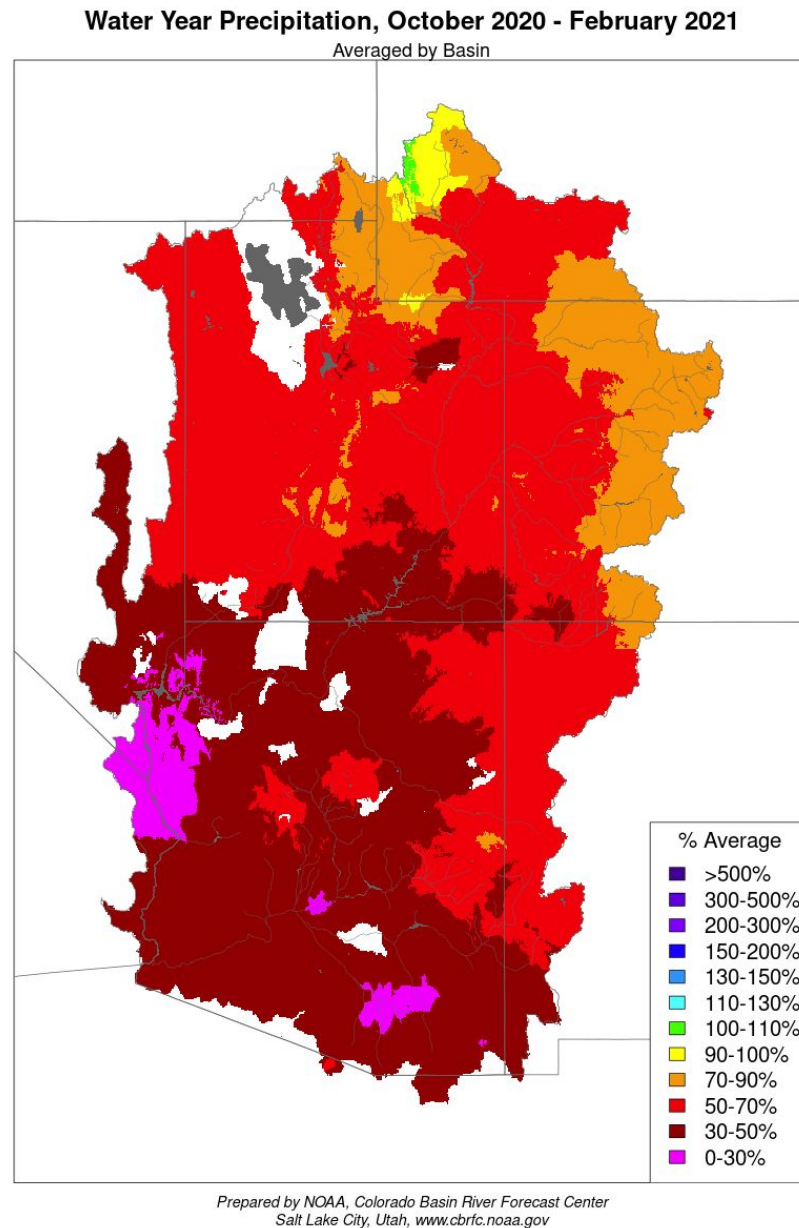 Water Year Precipitation, October 2020 - February 2021
Averaged by Basin
% Average
>500%
300-500%
200-300%
150-200%
130-150%
110-130%
100-110%
90-100%
70-90%
50-70%
30-50%
0-30%
Prepared by NOAA, Colorado Basin River Forecast Center
Salt Lake City, Utah, www.cbrfc.noaa.gov